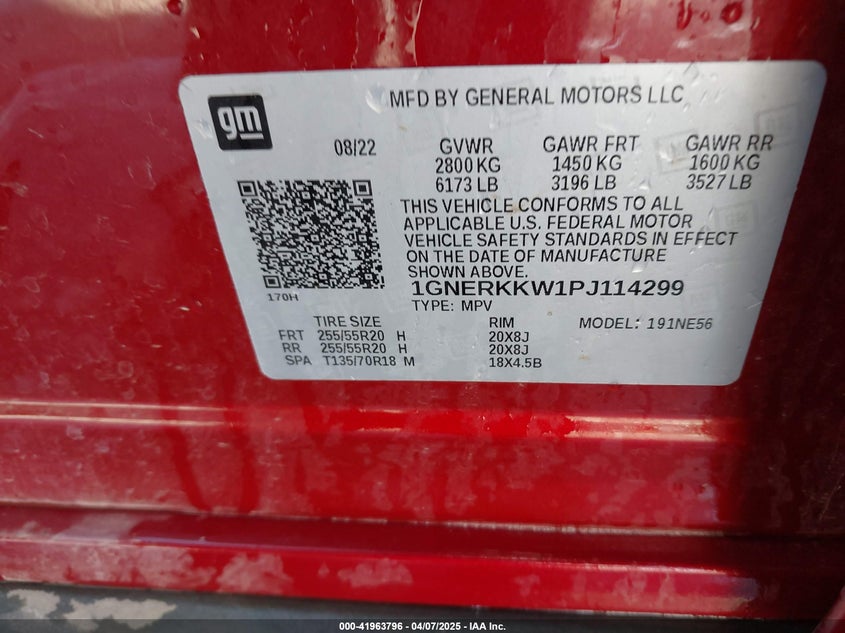 gm
MFD BY GENERAL MOTORS LLC
08/22
GVWR GAWR FRT GAWR RR
2800 KG 1450 KG 1600 KG
6173 LB 3196 LB 3527 LB
THIS VEHICLE CONFORMS TO ALL
APPLICABLE U.S. FEDERAL MOTOR
VEHICLE SAFETY STANDARDS IN EFFECT
ON THE DATE OF MANUFACTURE
SHOWN ABOVE.
170H
1GNERKKW1PJ114299
TYPE: MPV
TIRE SIZE RIM MODEL: 191NE56
FRT 255/55R20 H 20X8J
RR 255/55R20 H 20X8J
SPA T135/70R18 M 18X4.5B
000-41963796 - 04/07/2025 - IAA Inc.